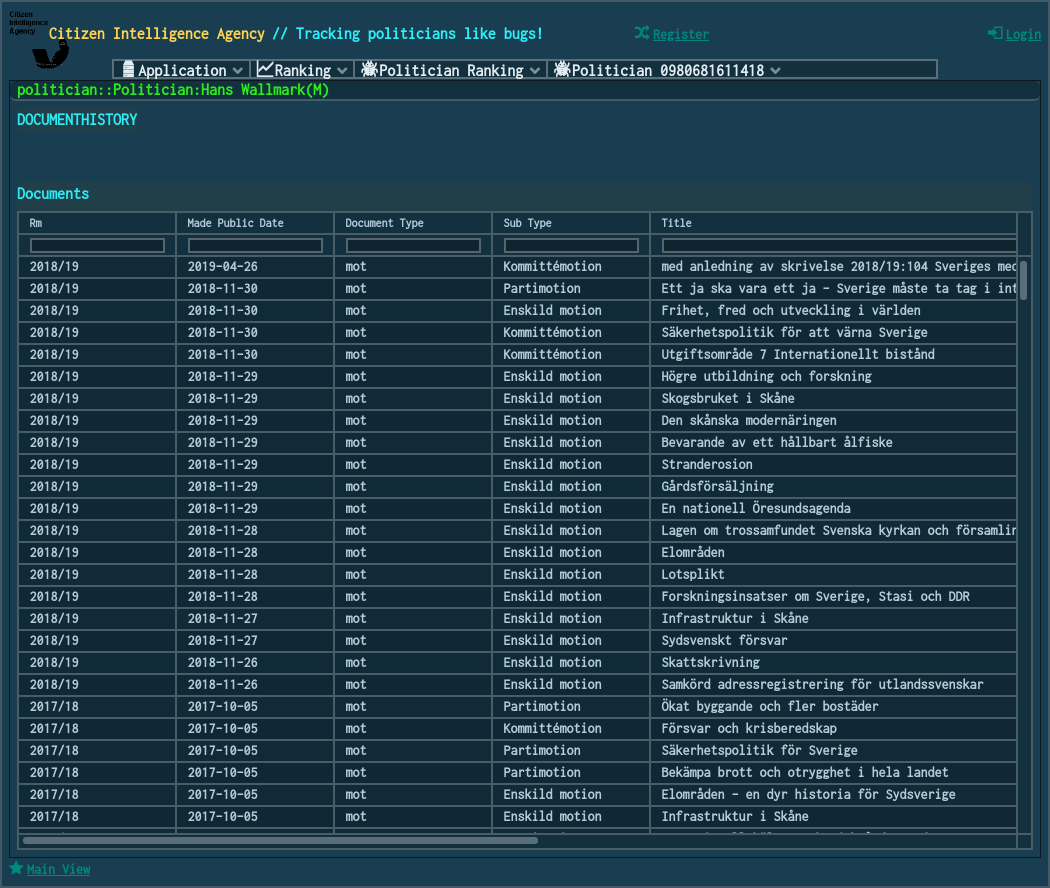 Citizen
Intelligence
Agency
Citizen Intelligence Agency // Tracking politicians like bugs!
Register
Login
Application
Ranking
Politician Ranking
Politician 0980681611418
politician::Politician:Hans Wallmark(M)
DOCUMENTHISTORY
Documents
Rm Made Public Date Document Type Sub Type Title
2018/19 2019-04-26 mot Kommittémotion med anledning av skrivelse 2018/19:104 Sveriges med
2018/19 2018-11-30 mot Partimotion Ett ja ska vara ett ja – Sverige måste ta tag i int
2018/19 2018-11-30 mot Enskild motion Frihet, fred och utveckling i världen
2018/19 2018-11-30 mot Kommittémotion Säkerhetspolitik för att värna Sverige
2018/19 2018-11-30 mot Kommittémotion Utgiftsområde 7 Internationellt bistånd
2018/19 2018-11-29 mot Enskild motion Högre utbildning och forskning
2018/19 2018-11-29 mot Enskild motion Skogsbruket i Skåne
2018/19 2018-11-29 mot Enskild motion Den skånska modernäringen
2018/19 2018-11-29 mot Enskild motion Bevarande av ett hållbart ålfiske
2018/19 2018-11-29 mot Enskild motion Stranderosion
2018/19 2018-11-29 mot Enskild motion Gårdsförsäljning
2018/19 2018-11-29 mot Enskild motion En nationell Öresundsagenda
2018/19 2018-11-28 mot Enskild motion Lagen om trossamfundet Svenska kyrkan och församlin
2018/19 2018-11-28 mot Enskild motion Elområden
2018/19 2018-11-28 mot Enskild motion Lotsplikt
2018/19 2018-11-28 mot Enskild motion Forskningsinsatser om Sverige, Stasi och DDR
2018/19 2018-11-27 mot Enskild motion Infrastruktur i Skåne
2018/19 2018-11-27 mot Enskild motion Sydsvenskt försvar
2018/19 2018-11-26 mot Enskild motion Skattskrivning
2018/19 2018-11-26 mot Enskild motion Samkörd adressregistrering för utlandssvenskar
2017/18 2017-10-05 mot Partimotion Ökat byggande och fler bostäder
2017/18 2017-10-05 mot Kommittémotion Försvar och krisberedskap
2017/18 2017-10-05 mot Partimotion Säkerhetspolitik för Sverige
2017/18 2017-10-05 mot Partimotion Bekämpa brott och otrygghet i hela landet
2017/18 2017-10-05 mot Enskild motion Elområden – en dyr historia för Sydsverige
2017/18 2017-10-05 mot Enskild motion Infrastruktur i Skåne
Main View